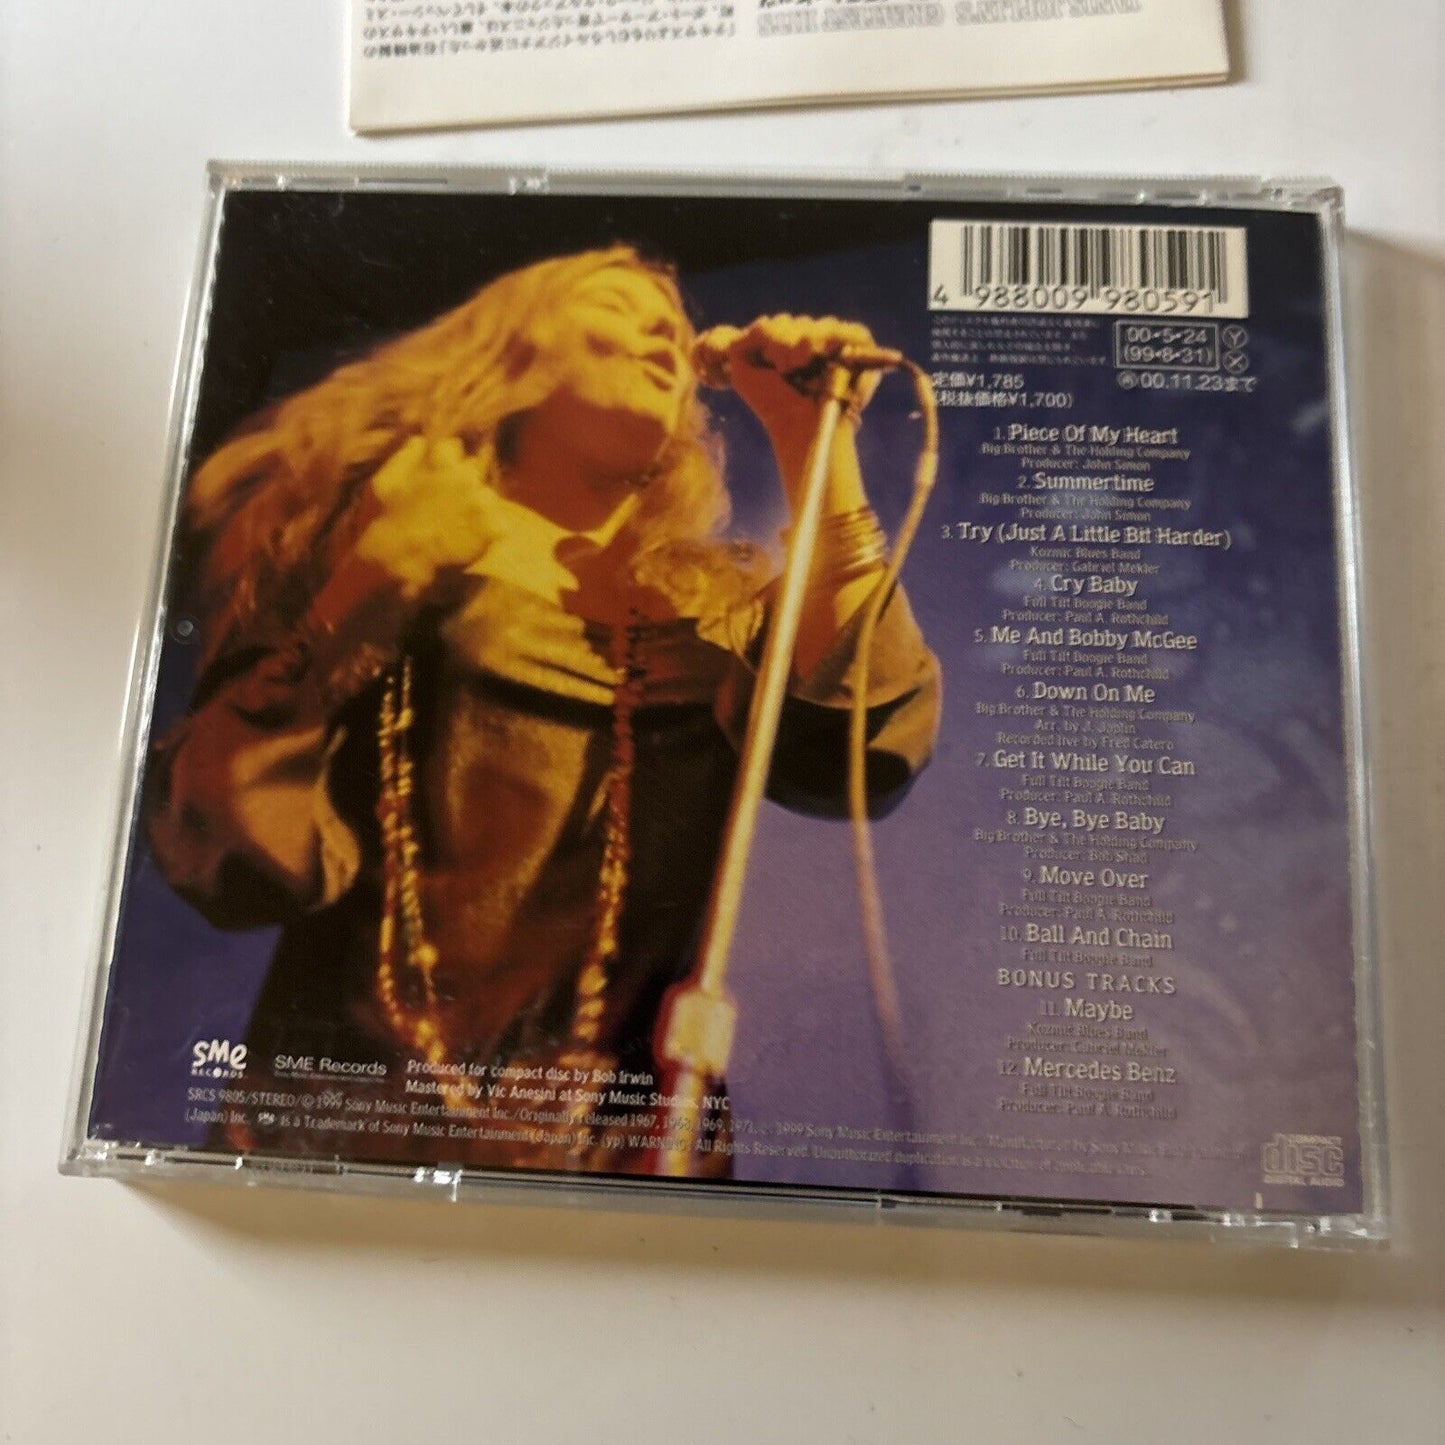 JANIS JOPLIN'S GREATEST HITS
4 988009 980591
00・5・24 Y
(99・8・31) X
定価¥1,785
Ⓡ00.11.23まで
(税抜価格¥1,700)
1. Piece Of My Heart
Big Brother & The Holding Company
Producer: John Simon
2. Summertime
Big Brother & The Holding Company
Producer: John Simon
3. Try (Just A Little Bit Harder)
Kozmic Blues Band
Producer: Gabriel Mekler
4. Cry Baby
Full Tilt Boogie Band
Producer: Paul A. Rothchild
5. Me And Bobby McGee
Full Tilt Boogie Band
Producer: Paul A. Rothchild
6. Down On Me
Big Brother & The Holding Company
Arr. by J. Joplin
Recorded live by Fred Catero
7. Get It While You Can
Full Tilt Boogie Band
Producer: Paul A. Rothchild
8. Bye, Bye Baby
Big Brother & The Holding Company
Producer: Bob Shad
9. Move Over
Full Tilt Boogie Band
Producer: Paul A. Rothchild
10. Ball And Chain
Full Tilt Boogie Band
BONUS TRACKS
11. Maybe
Kozmic Blues Band
Producer: Gabriel Mekler
12. Mercedes Benz
Full Tilt Boogie Band
Producer: Paul A. Rothchild
SMe
RECORDS
SME Records
Produced for compact disc by Bob Irwin
Mastered by Vic Anesini at Sony Music Studios, NYC
SRCS 9805/STEREO/Ⓒ 1999 Sony Music Entertainment Inc./Originally released 1967, 1968, 1969, 1971, 1999 Sony Music Entertainment Inc.
(Japan) Inc. is a Trademark of Sony Music Entertainment (Japan) Inc. (yp) WARNING: All Rights Reserved. Unauthorized duplication is a violation of applicable laws.
COMPACT
disc
DIGITAL AUDIO